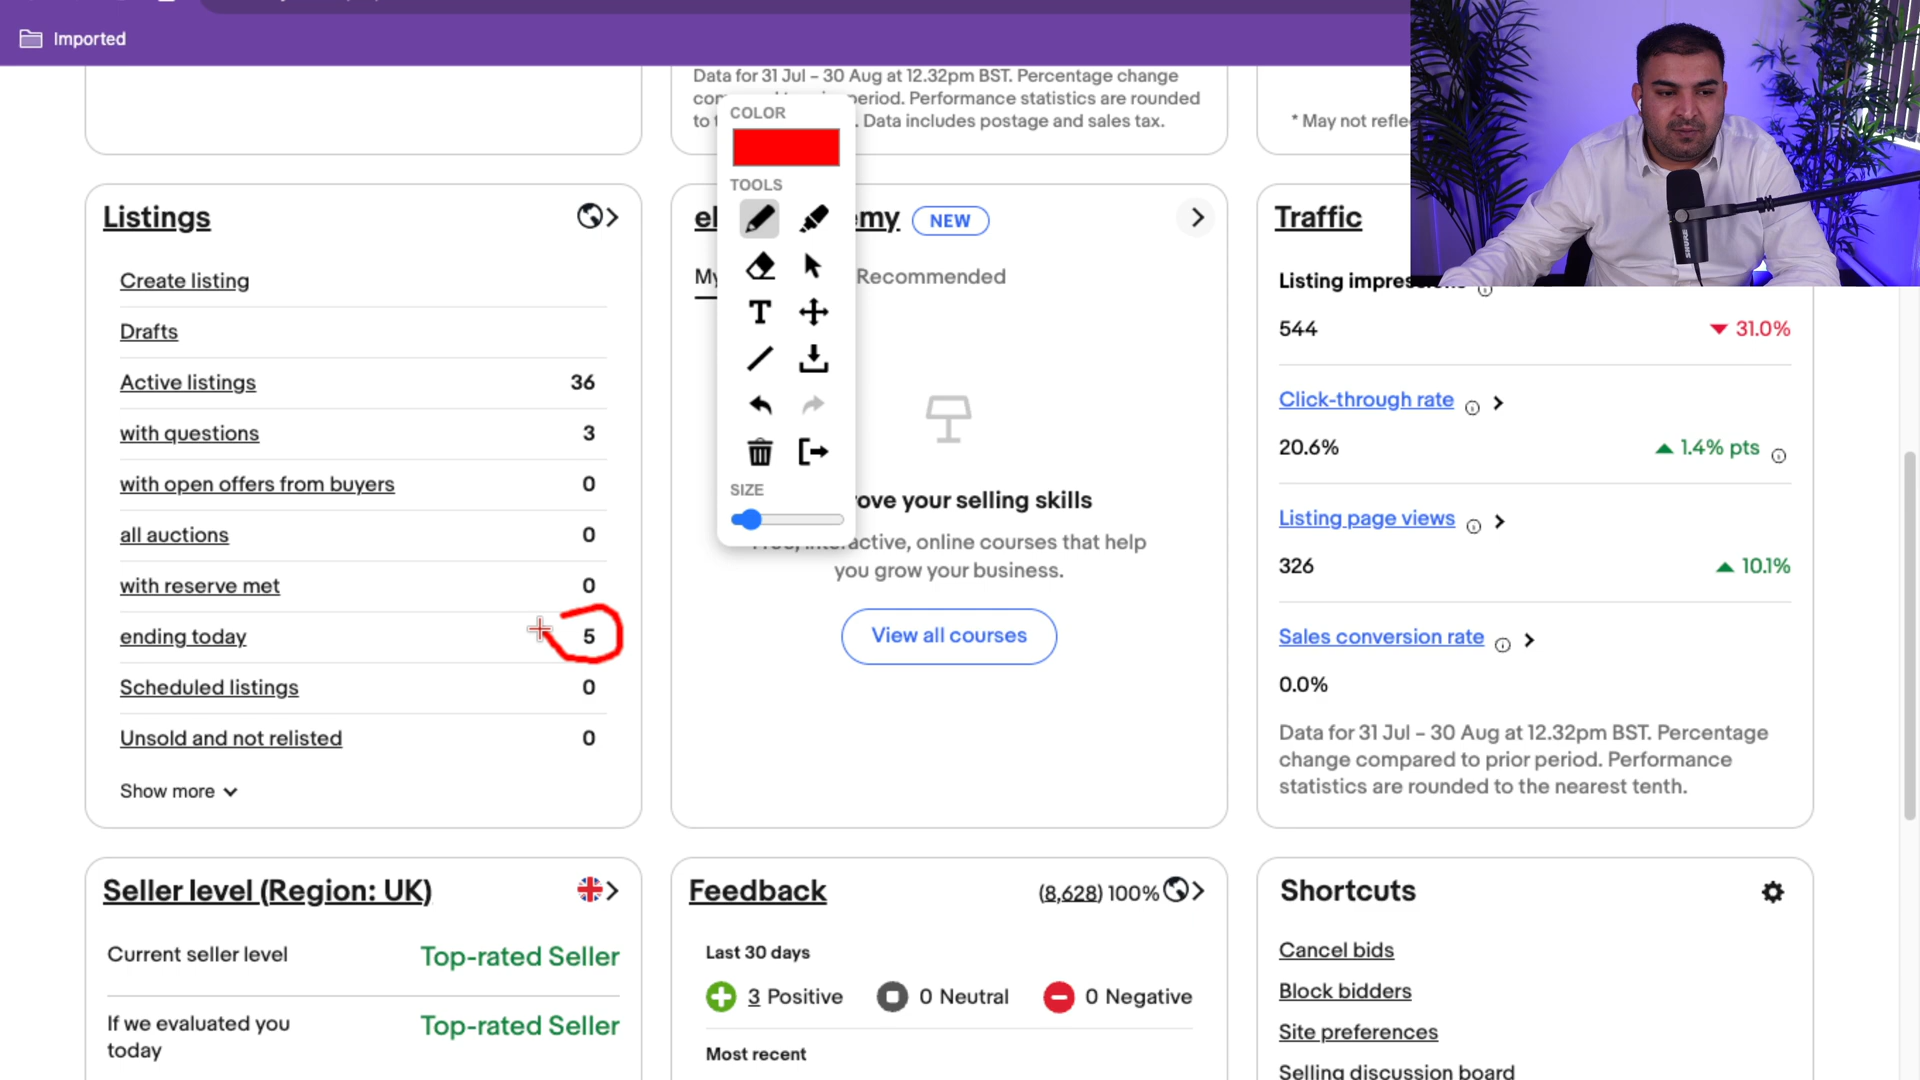 Imported
Data for 31 Jul – 30 Aug at 12.32pm BST. Percentage change
period. Performance statistics are rounded
to
Data includes postage and sales tax.
* May not
COLOR
TOOLS
SIZE
Listings
Create listing
Drafts
Active listings 36
with questions 3
with open offers from buyers 0
all auctions 0
with reserve met 0
ending today 5
Scheduled listings 0
Unsold and not relisted 0
Show more
NEW
My
Recommended
your selling skills
online courses that help
you grow your business.
View all courses
Traffic
Listing
544 31.0%
Click-through rate
20.6% 1.4% pts
Listing page views
326 10.1%
Sales conversion rate
0.0%
Data for 31 Jul – 30 Aug at 12.32pm BST. Percentage
change compared to prior period. Performance
statistics are rounded to the nearest tenth.
SHURE
Seller level (Region: UK)
Current seller level Top-rated Seller
If we evaluated you
today
Top-rated Seller
Feedback (8,628) 100%
Last 30 days
3 Positive 0 Neutral 0 Negative
Most recent
Shortcuts
Cancel bids
Block bidders
Site preferences
Selling discussion board